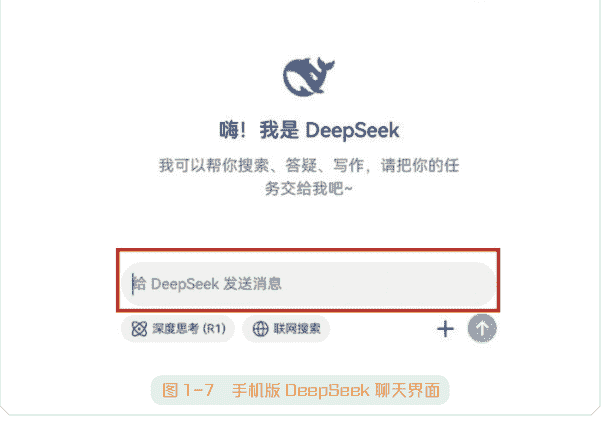 嗨！我是 DeepSeek
我可以帮你搜索、答疑、写作，请把你的任
务交给我吧~
给 DeepSeek 发送消息
深度思考 (R1) 联网搜索
图 1-7 手机版 DeepSeek 聊天界面